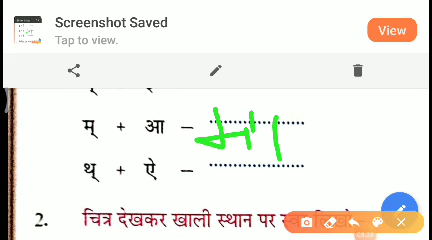 Screenshot Saved
Tap to view.
View
म् + आ – ............ मा
थ् + ऐ – ............
2. चित्र देखकर खाली स्थान पर